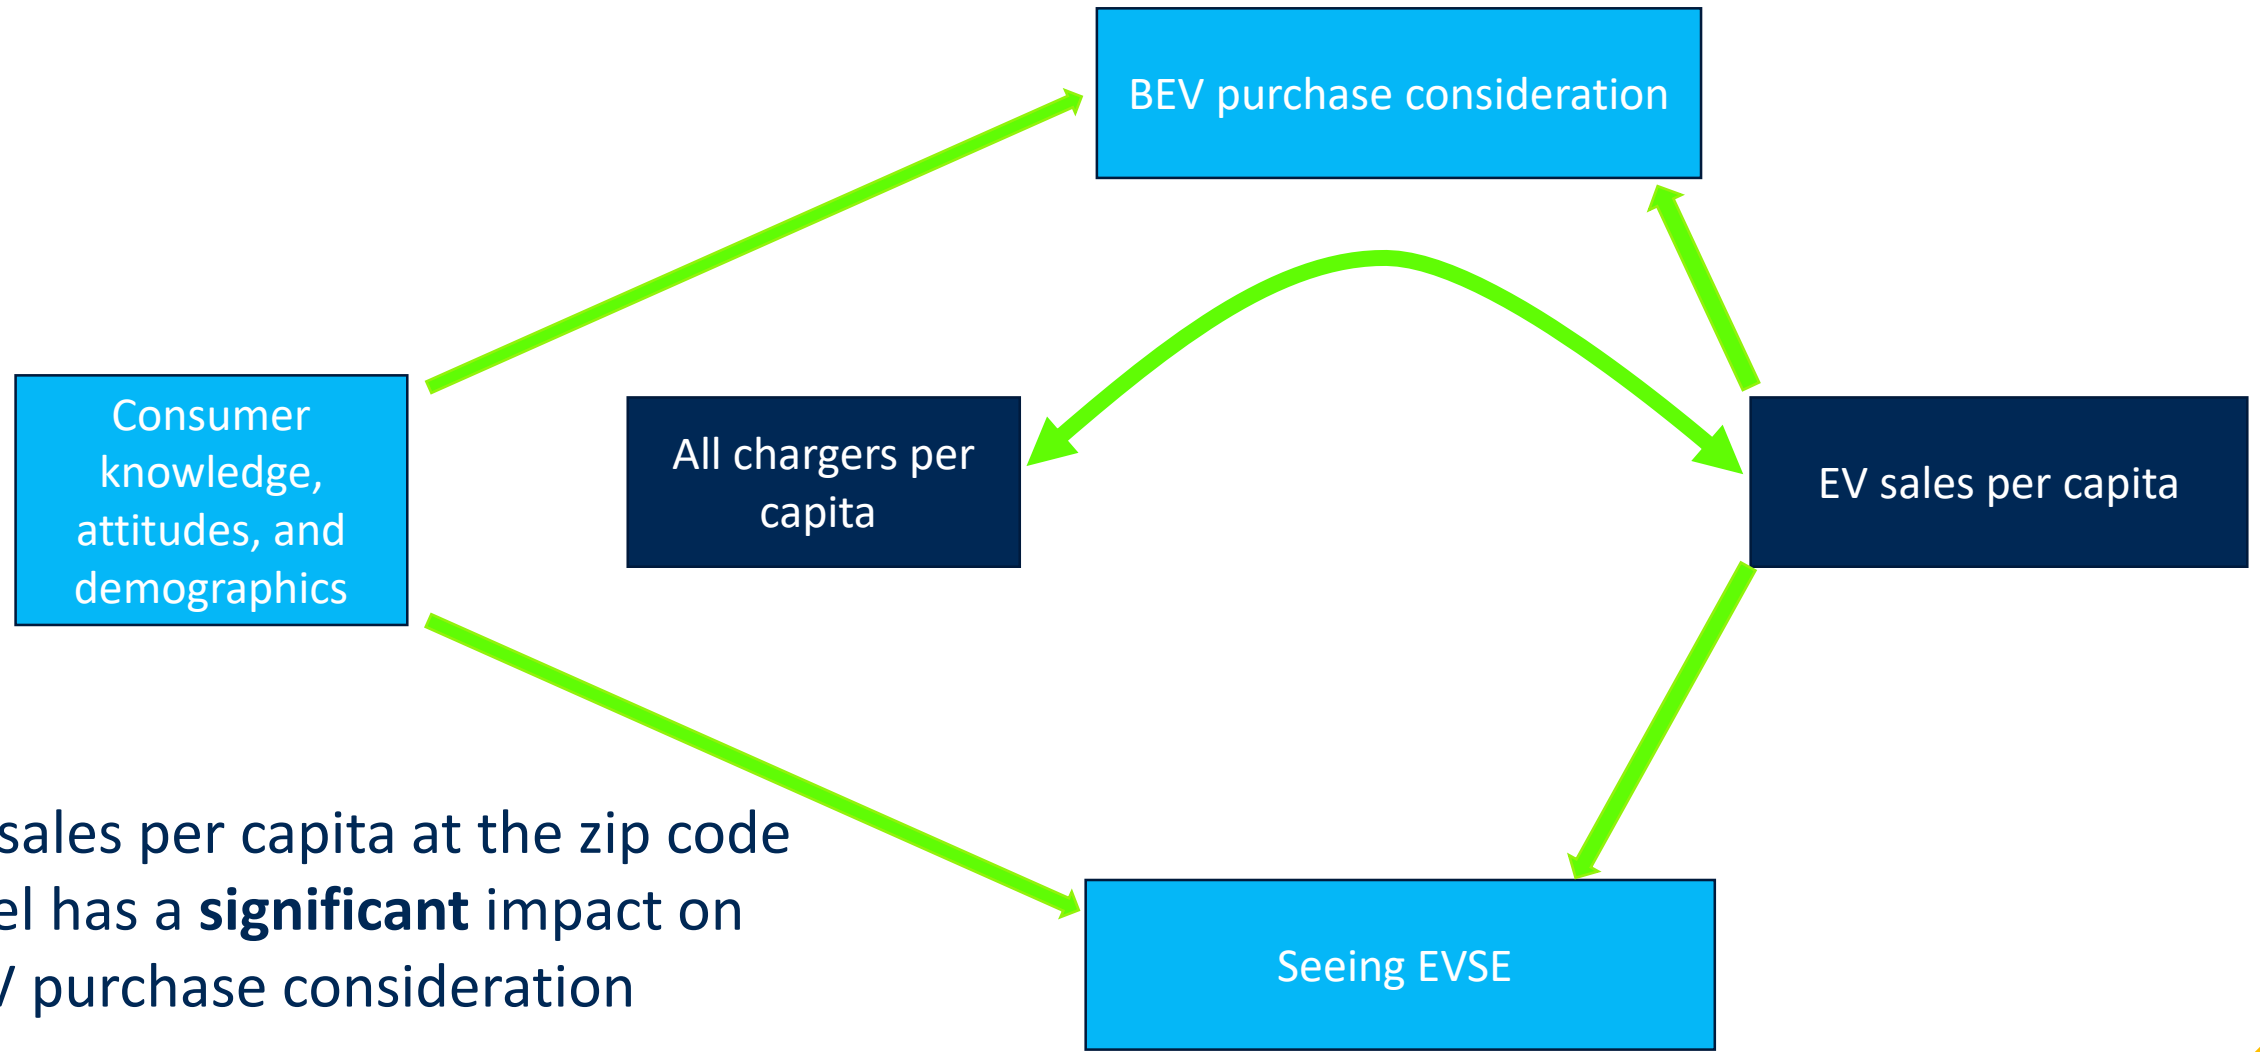 BEV purchase consideration
Consumer
knowledge,
attitudes, and
demographics
All chargers per
capita
EV sales per capita
sales per capita at the zip code
has a significant impact on
purchase consideration
Seeing EVSE